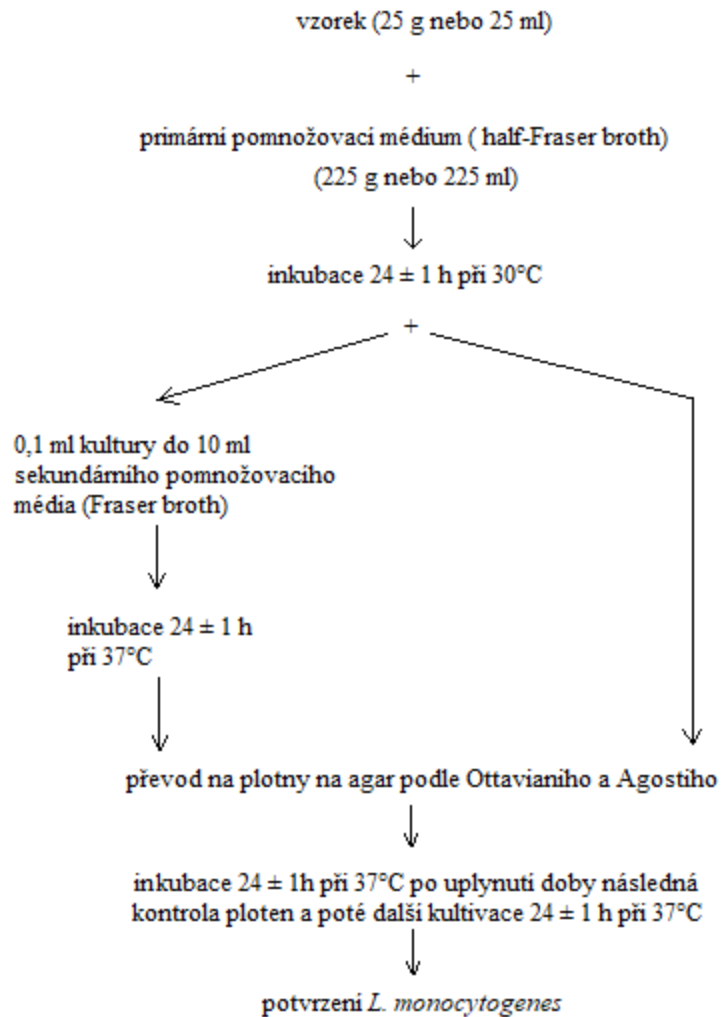 vzorek (25 g nebo 25 ml)
+
primární pomnožovací médium ( half-Fraser broth)
(225 g nebo 225 ml)
inkubace 24 ± 1 h při 30°C
+
0,1 ml kultury do 10 ml
sekundárního pomnožovacího
média (Fraser broth)
inkubace 24 ± 1 h
při 37°C
převod na plotny na agar podle Ottavianiho a Agostiho
inkubace 24 ± 1h při 37°C po uplynutí doby následná
kontrola ploten a poté další kultivace 24 ± 1 h při 37°C
potvrzení L. monocytogenes